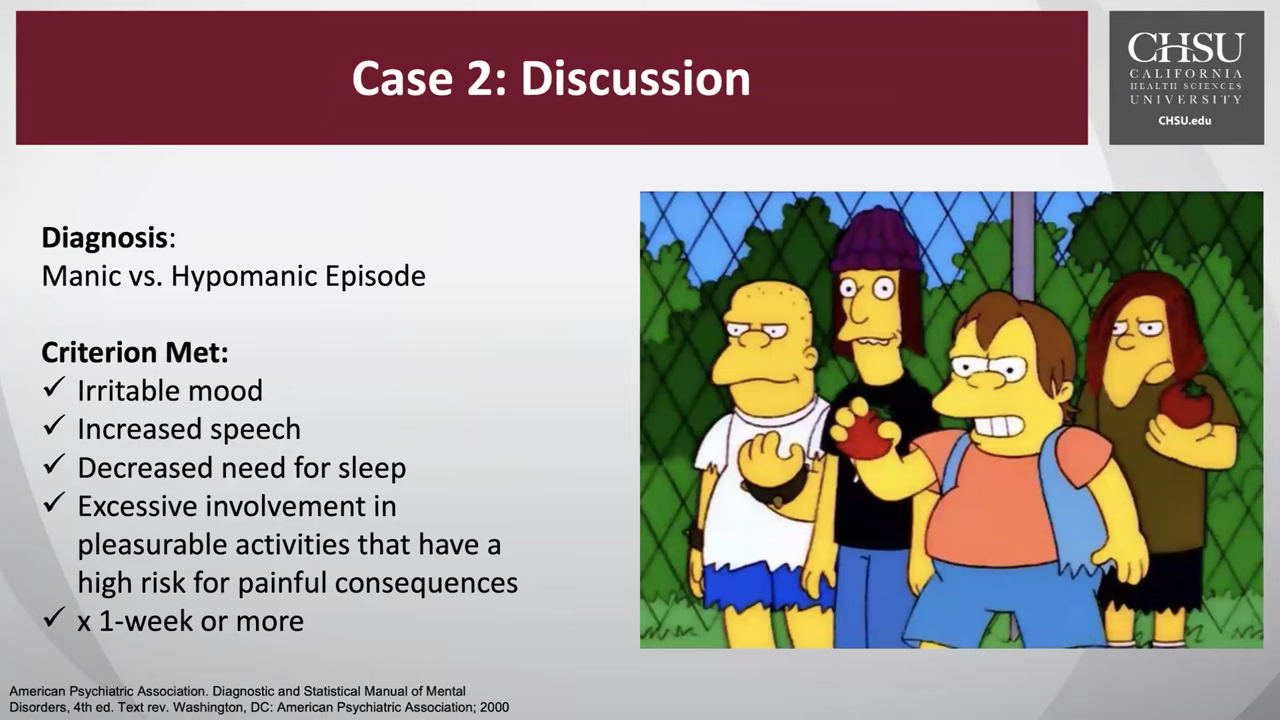 Case 2: Discussion
CHSU
CALIFORNIA
HEALTH SCIENCES
UNIVERSITY
CHSU.edu
Diagnosis:
Manic vs. Hypomanic Episode
Criterion Met:
✓ Irritable mood
✓ Increased speech
✓ Decreased need for sleep
✓ Excessive involvement in
pleasurable activities that have a
high risk for painful consequences
✓ x 1-week or more
American Psychiatric Association. Diagnostic and Statistical Manual of Mental
Disorders, 4th ed. Text rev. Washington, DC: American Psychiatric Association; 2000